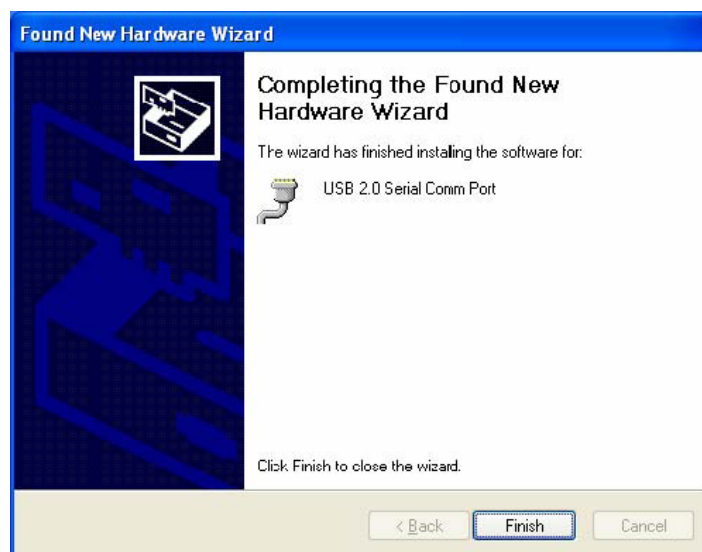 Found New Hardware Wizard
Completing the Found New
Hardware Wizard
The wizard has finished instaling the software for:
USB 2.0 Serial Comm Port
Click Finish to close the wizard.
< Back
Finish
Cancel